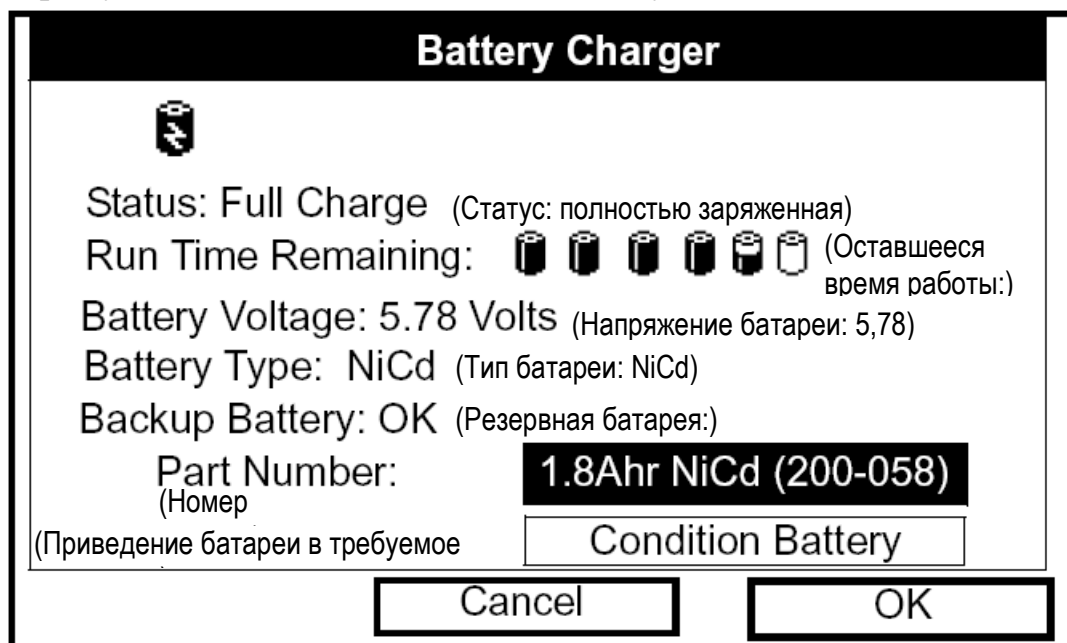 Battery Charger
Status: Full Charge (Статус: полностью заряженная)
Run Time Remaining: (Оставшееся
время работы:)
Battery Voltage: 5.78 Volts (Напряжение батареи: 5,78)
Battery Type: NiCd (Тип батареи: NiCd)
Backup Battery: OK (Резервная батарея:)
Part Number: 1.8Ahr NiCd (200-058)
(Номер
(Приведение батареи в требуемое Condition Battery
Cancel OK